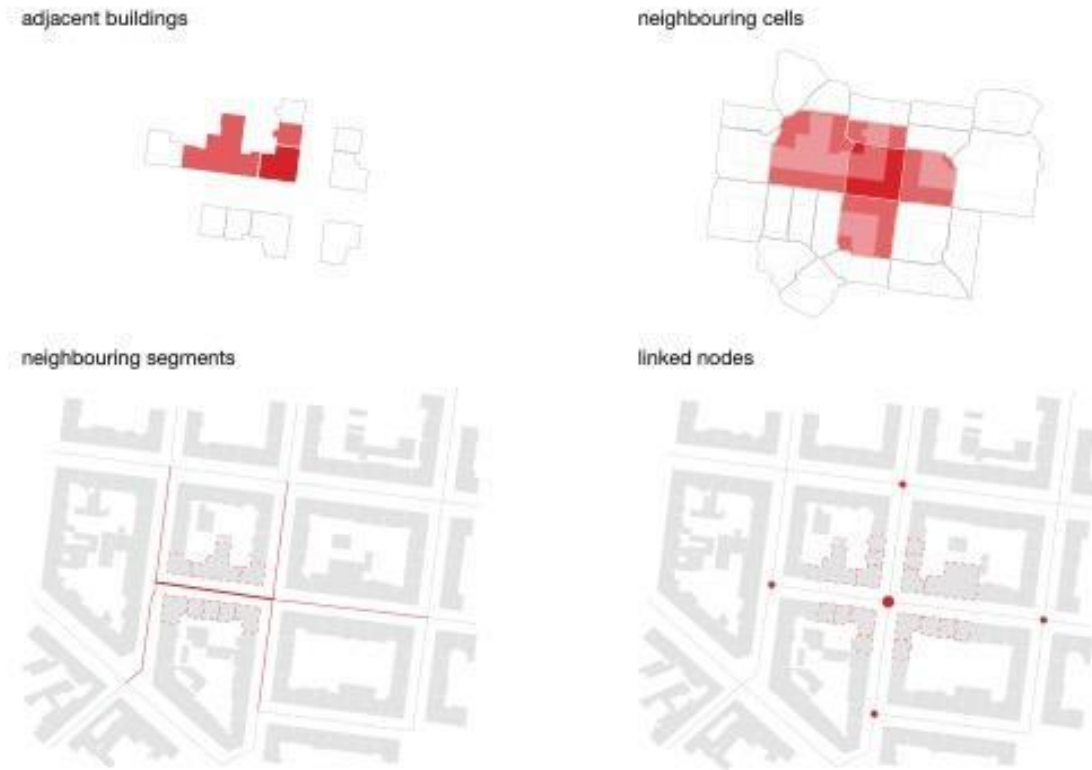 adjacent buildings
neighbouring cells
neighbouring segments
linked nodes